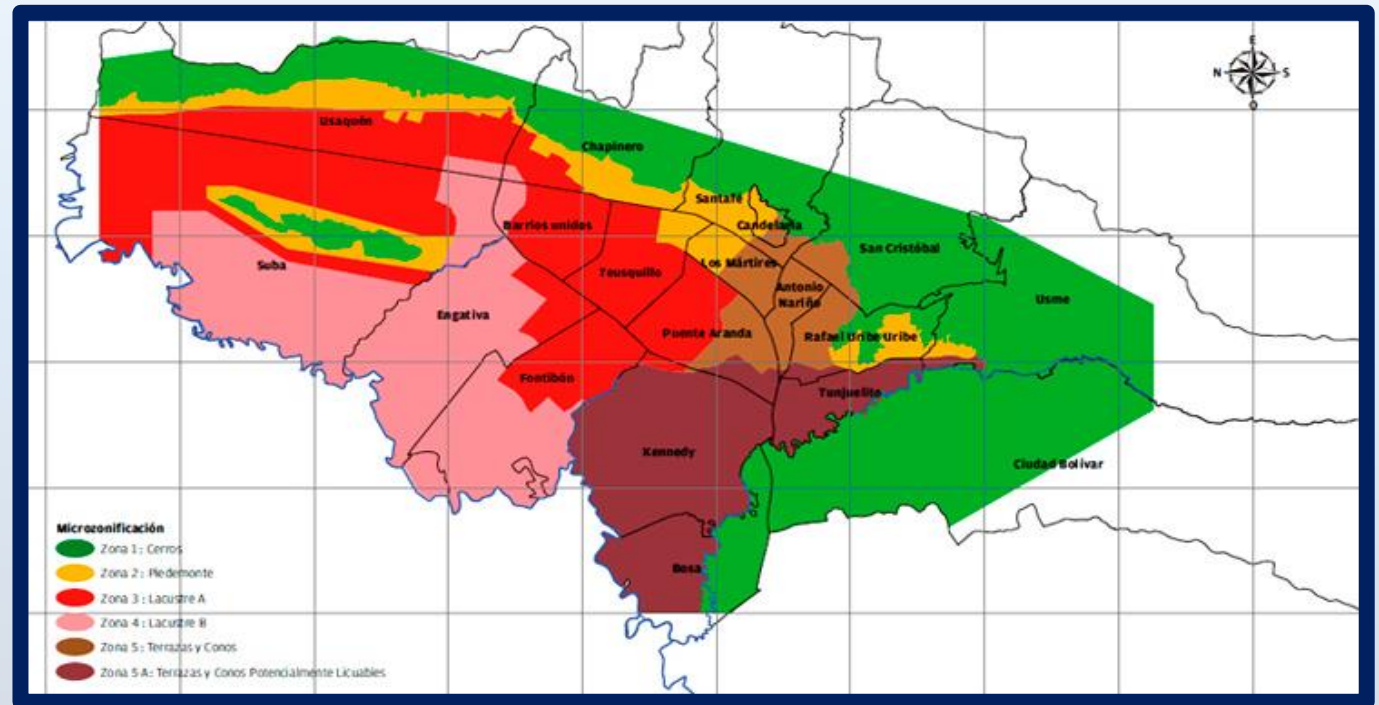 E
N S
O
Usaquén
Chapinero
Santafé
Candelaria
Barrios unidos
San Cristóbal
Los Mártires
Suba
Teusquillo
Antonio
Nariño
Usme
Engativa
Puente Aranda
Rafael Uribe Uribe
Fontibón
Tunjuelito
Kennedy
Ciudad Bolívar
Bosa
Microzonificación
Zona 1: Cerros
Zona 2: Piedemonte
Zona 3: Lacustre A
Zona 4: Lacustre B
Zona 5: Terrazas y Conos
Zona 5 A: Terrazas y Conos Potencialmente Licuables